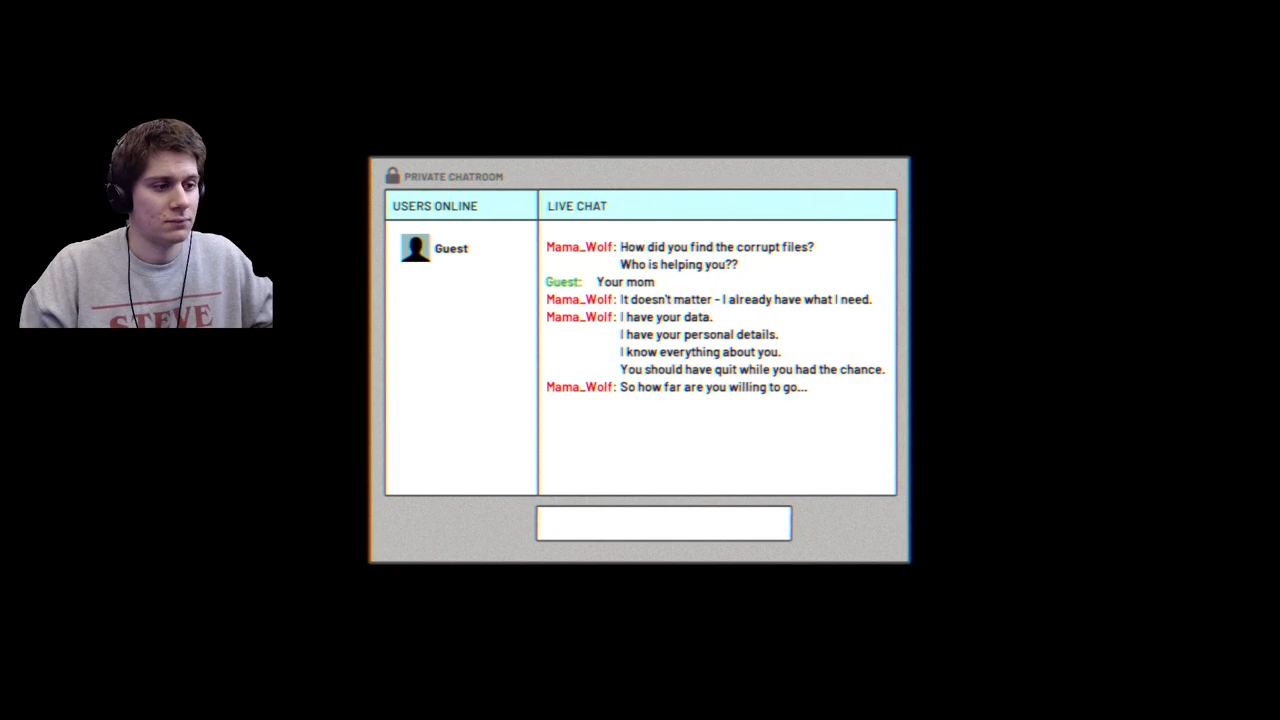 PRIVATE CHATROOM
USERS ONLINE
LIVE CHAT
Guest
Mama_Wolf: How did you find the corrupt files?
Who is helping you??
Guest: Your mom
Mama_Wolf: It doesn't matter - I already have what I need.
Mama_Wolf: I have your data.
I have your personal details.
I know everything about you.
You should have quit while you had the chance.
Mama_Wolf: So how far are you willing to go...
STEVE